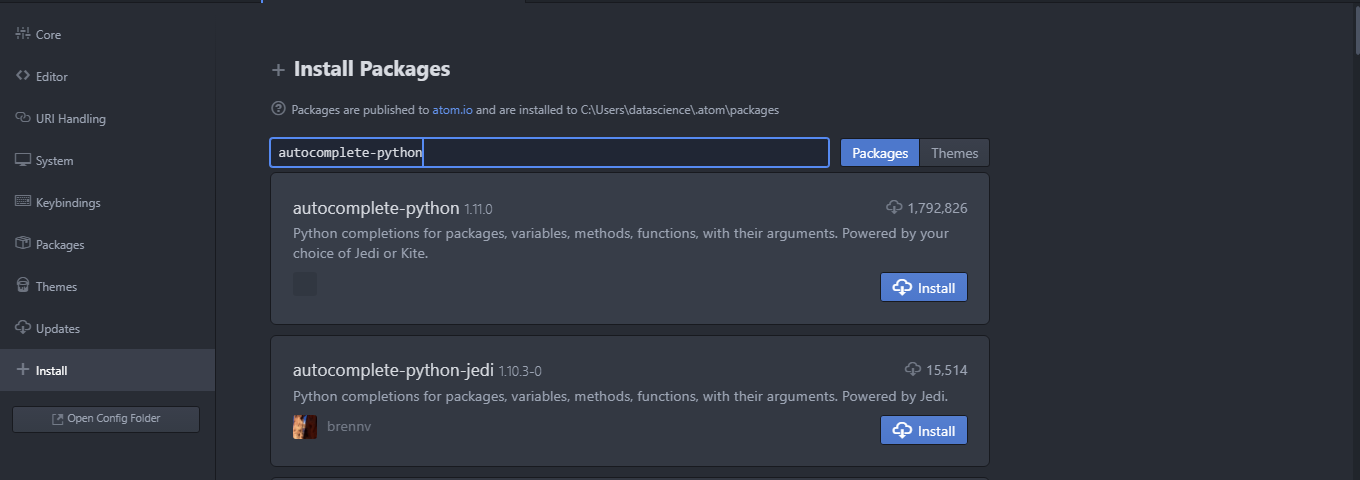 Core
Editor
URI Handling
System
Keybindings
Packages
Themes
Updates
Install
Open Config Folder
Install Packages
Packages are published to atom.io and are installed to C:\Users\datascience\.atom\packages
autocomplete-python
Packages Themes
autocomplete-python 1.11.0 1,792,826
Python completions for packages, variables, methods, functions, with their arguments. Powered by your
choice of Jedi or Kite.
Install
autocomplete-python-jedi 1.10.3-0 15,514
Python completions for packages, variables, methods, functions, with their arguments. Powered by Jedi.
brennv
Install